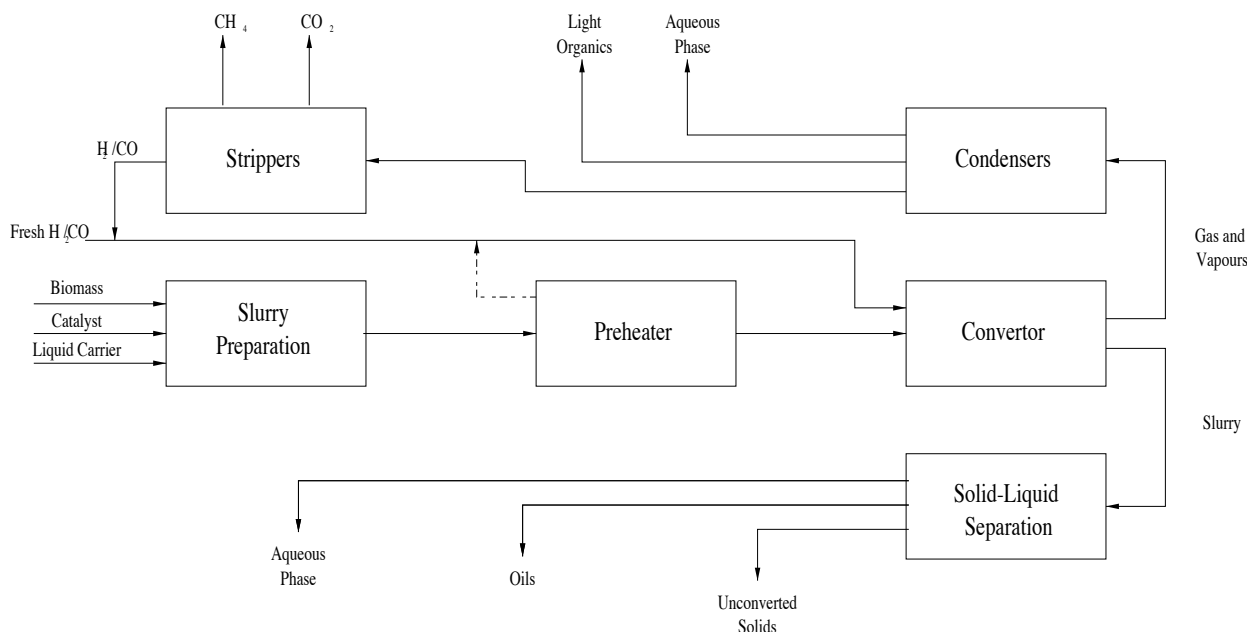 CH 4
CO 2
Light
Organics
Aqueous
Phase
H2/CO
Strippers
Condensers
Fresh H2/CO
Gas and
Vapours
Biomass
Catalyst
Liquid Carrier
Slurry
Preparation
Preheater
Convertor
Slurry
Solid-Liquid
Separation
Aqueous
Phase
Oils
Unconverted
Solids